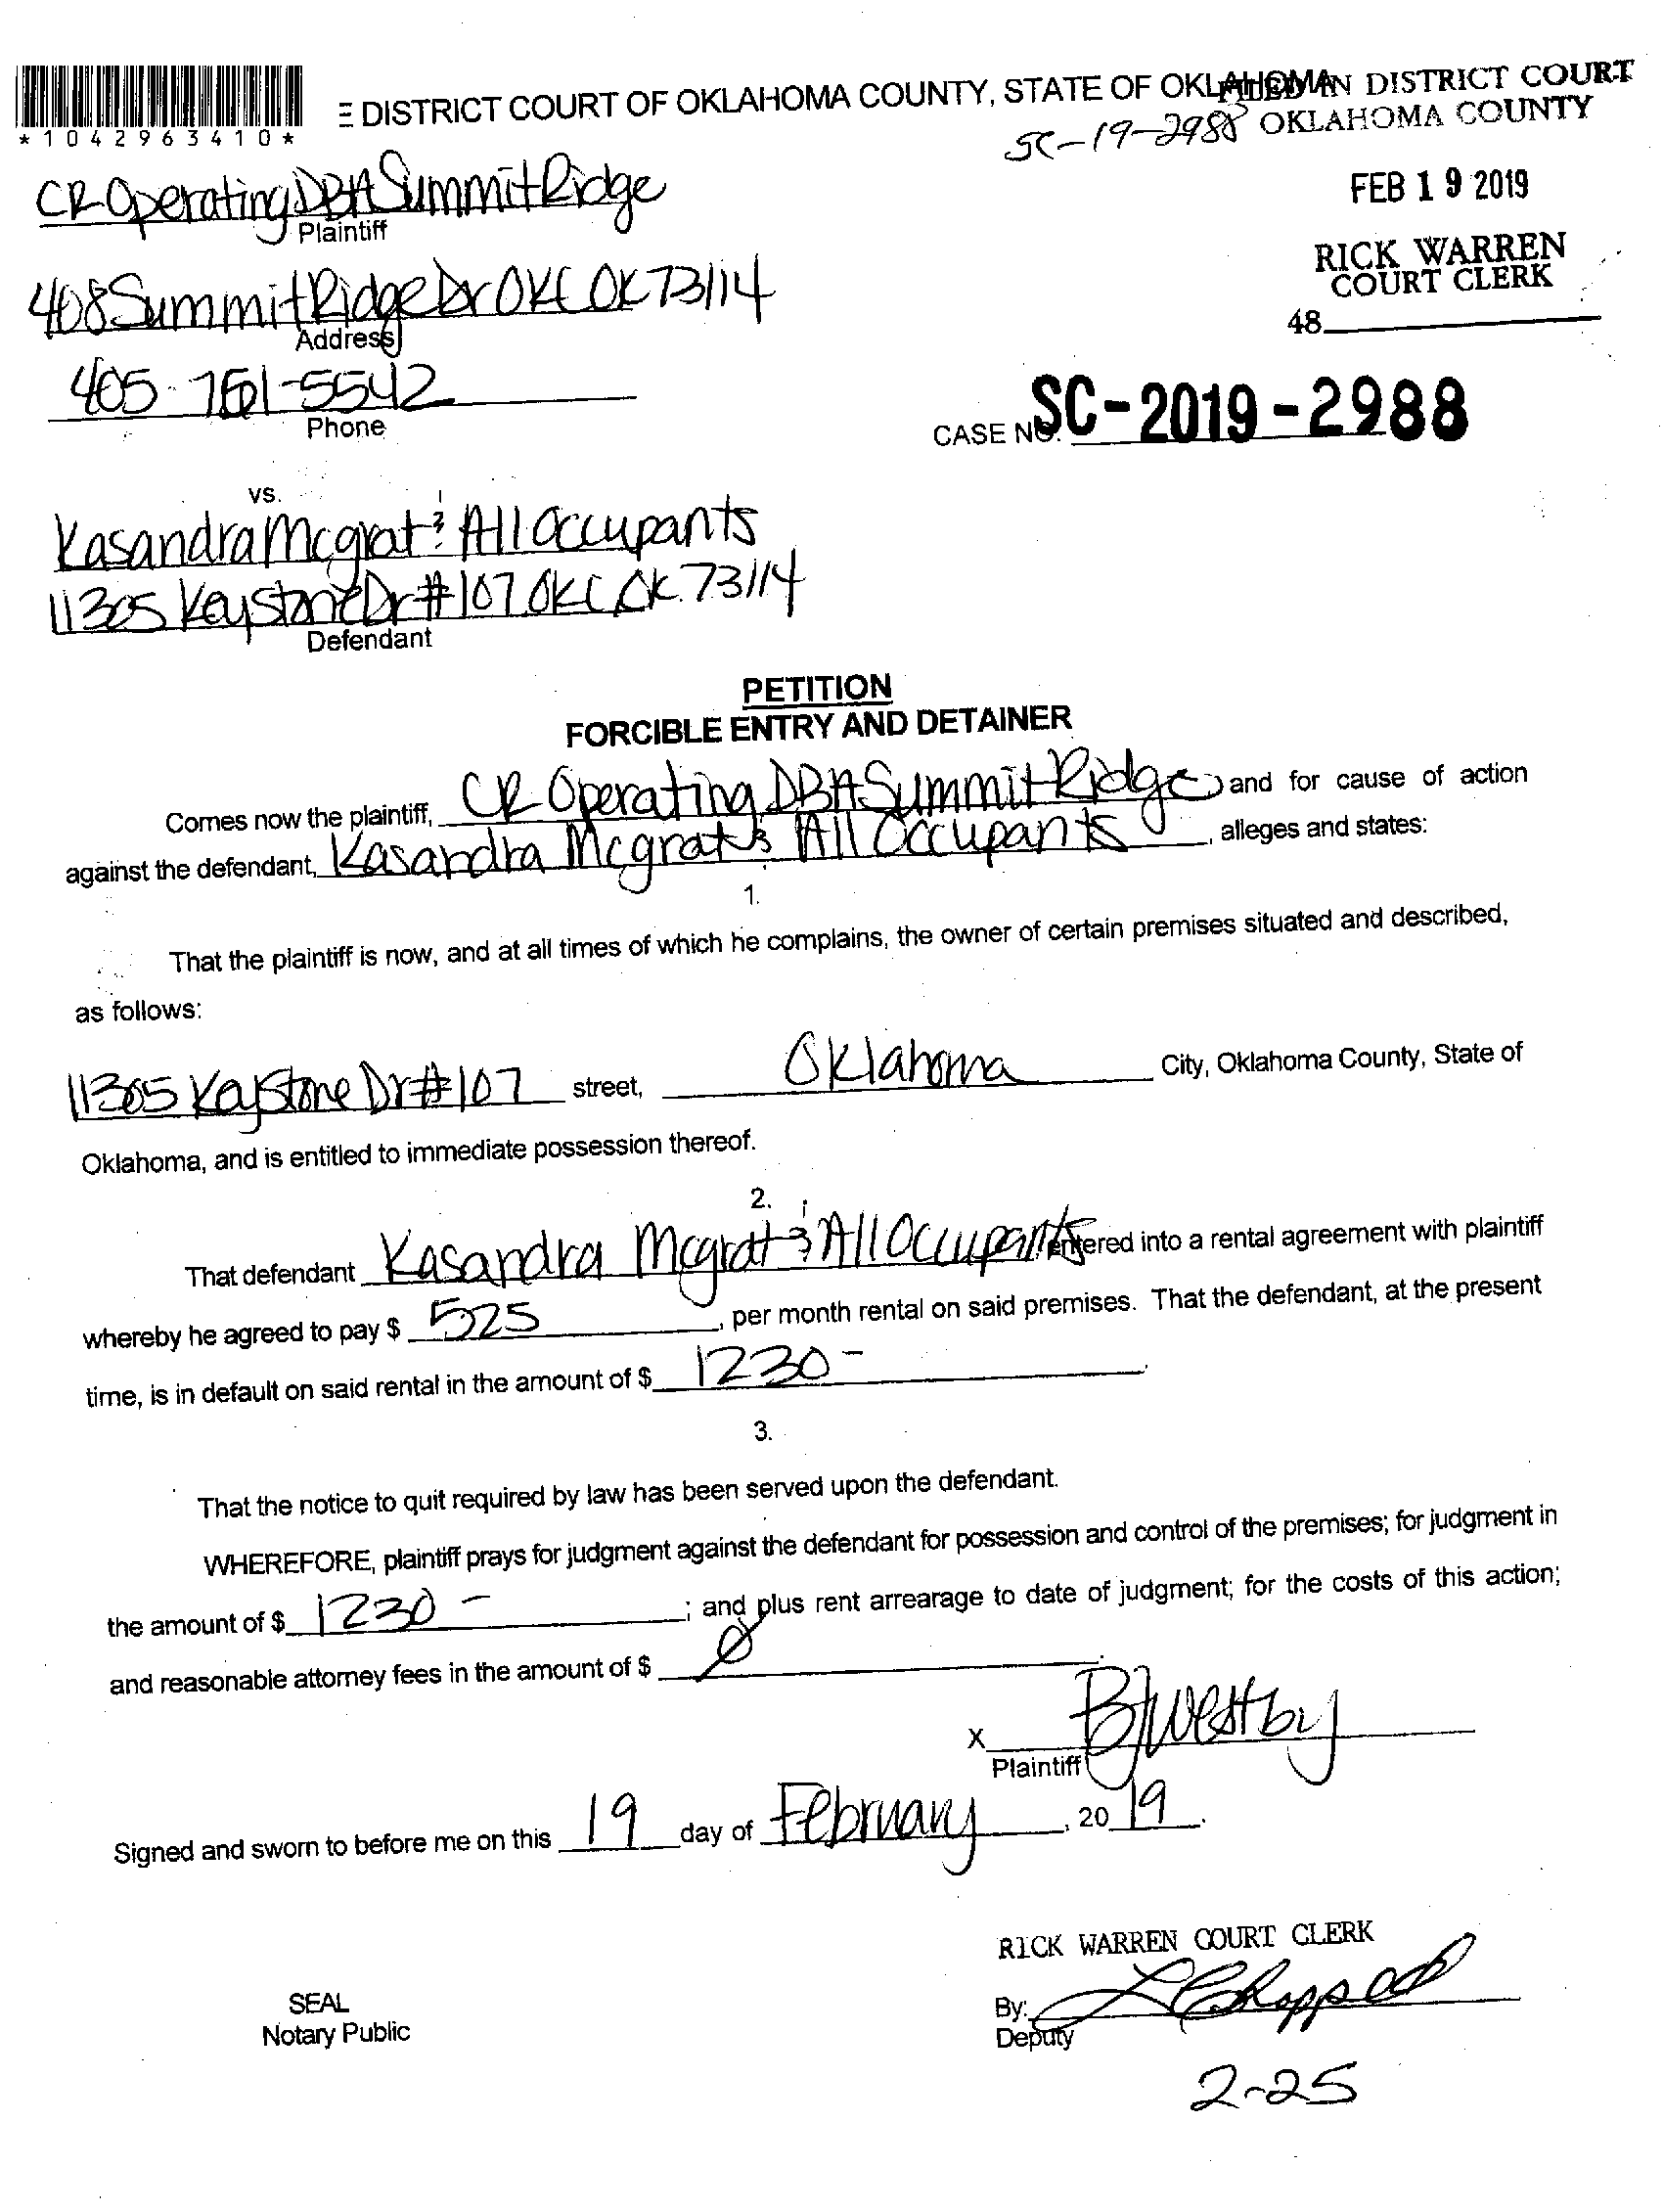 E DISTRICT COURT OF OKLAHOMA COUNTY, STATE OF OKLAHOMA
FILED IN DISTRICT COURT
OKLAHOMA COUNTY
*1042963410*
SC-19-2988
FEB 19 2019
RICK WARREN
COURT CLERK
48
CR Operating DBA Summit Ridge
Plaintiff
408 Summit Ridge Dr OKC OK 73114
Address
405-751-5542
Phone
CASE NO. SC-2019-2988
vs.
Kasandra Mcgrat & All Occupants
11305 Keystone Dr #107 OKC OK 73114
Defendant
PETITION
FORCIBLE ENTRY AND DETAINER
Comes now the plaintiff, CR Operating DBA Summit Ridge and for cause of action
against the defendant, Kasandra Mcgrat & All Occupants, alleges and states:
1.
That the plaintiff is now, and at all times of which he complains, the owner of certain premises situated and described,
as follows:
11305 Kaystone Dr #107 street, Oklahoma City, Oklahoma County, State of
Oklahoma, and is entitled to immediate possession thereof.
2.
That defendant Kasandra Mcgrat & All Occupants entered into a rental agreement with plaintiff
whereby he agreed to pay $ 525, per month rental on said premises. That the defendant, at the present
time, is in default on said rental in the amount of $ 1230-.
3.
That the notice to quit required by law has been served upon the defendant.
WHEREFORE, plaintiff prays for judgment against the defendant for possession and control of the premises; for judgment in
the amount of $ 1230-; and plus rent arrearage to date of judgment; for the costs of this action;
and reasonable attorney fees in the amount of $ Ø.
X BJWestby
Plaintiff
Signed and sworn to before me on this 19 day of February, 2019.
RICK WARREN COURT CLERK
SEAL
Notary Public
By:
Deputy
2-25